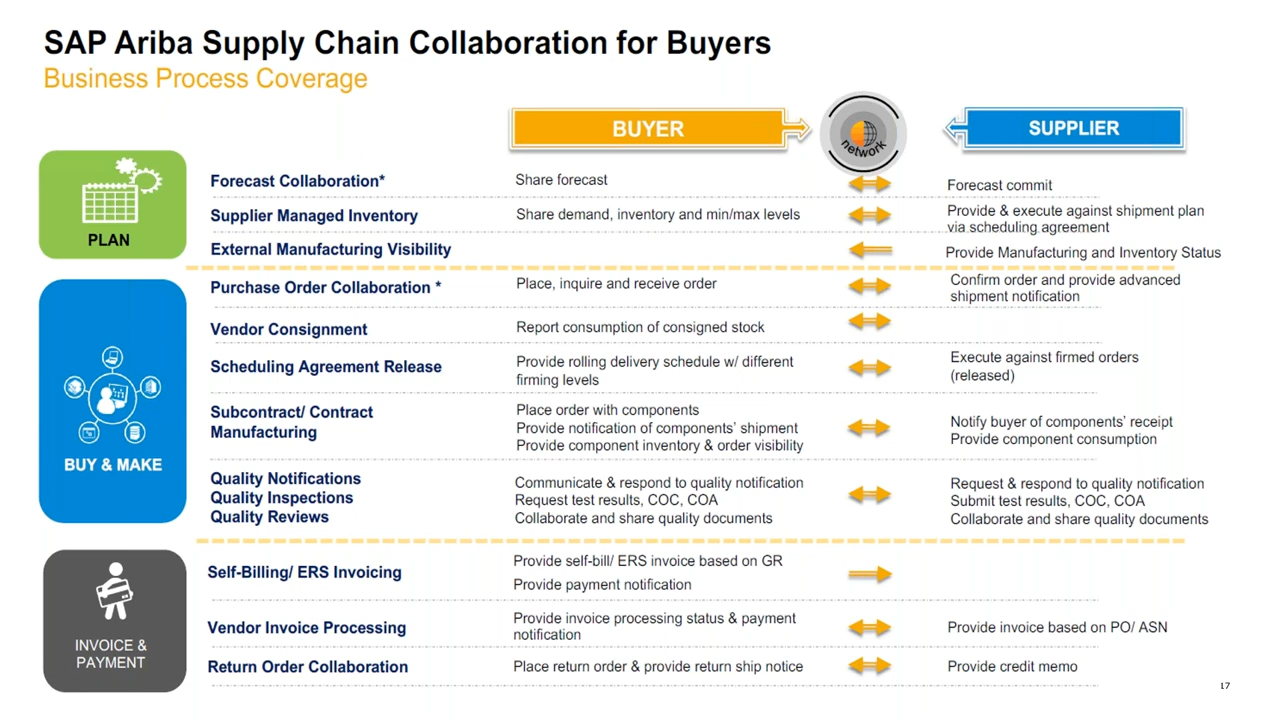 SAP Ariba Supply Chain Collaboration for Buyers
Business Process Coverage
BUYER
network
SUPPLIER
PLAN
Forecast Collaboration*
Share forecast
Forecast commit
Supplier Managed Inventory
Share demand, inventory and min/max levels
Provide & execute against shipment plan
via scheduling agreement
External Manufacturing Visibility
Provide Manufacturing and Inventory Status
BUY & MAKE
Purchase Order Collaboration *
Place, inquire and receive order
Confirm order and provide advanced
shipment notification
Vendor Consignment
Report consumption of consigned stock
Scheduling Agreement Release
Provide rolling delivery schedule w/ different
firming levels
Execute against firmed orders
(released)
Subcontract/ Contract
Manufacturing
Place order with components
Provide notification of components’ shipment
Provide component inventory & order visibility
Notify buyer of components’ receipt
Provide component consumption
Quality Notifications
Quality Inspections
Quality Reviews
Communicate & respond to quality notification
Request test results, COC, COA
Collaborate and share quality documents
Request & respond to quality notification
Submit test results, COC, COA
Collaborate and share quality documents
INVOICE &
PAYMENT
Self-Billing/ ERS Invoicing
Provide self-bill/ ERS invoice based on GR
Provide payment notification
Vendor Invoice Processing
Provide invoice processing status & payment
notification
Provide invoice based on PO/ ASN
Return Order Collaboration
Place return order & provide return ship notice
Provide credit memo
17